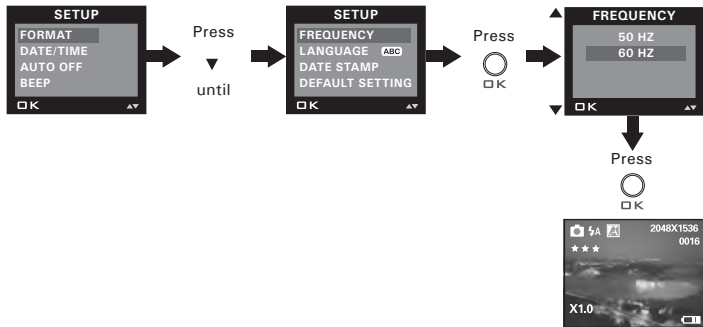 SETUP
FORMAT
DATE/TIME
AUTO OFF
BEEP
OK
Press
until
SETUP
FREQUENCY
LANGUAGE ABC
DATE STAMP
DEFAULT SETTING
OK
Press
OK
FREQUENCY
50 HZ
60 HZ
OK
Press
OK
A 2048X1536
0016
X1.0